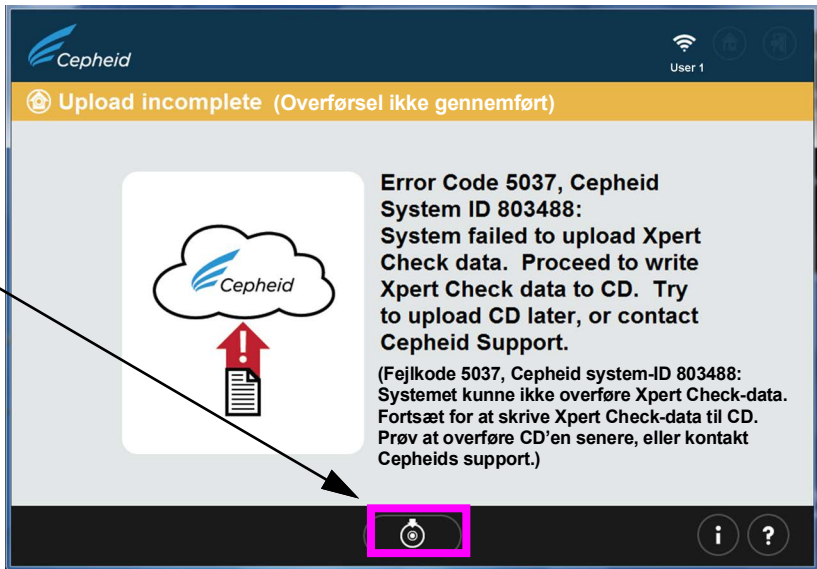 Cepheid
User 1
Upload incomplete (Overførsel ikke gennemført)
Cepheid
Error Code 5037, Cepheid
System ID 803488:
System failed to upload Xpert
Check data. Proceed to write
Xpert Check data to CD. Try
to upload CD later, or contact
Cepheid Support.
(Fejlkode 5037, Cepheid system-ID 803488:
Systemet kunne ikke overføre Xpert Check-data.
Fortsæt for at skrive Xpert Check-data til CD.
Prøv at overføre CD’en senere, eller kontakt
Cepheids support.)
i ?